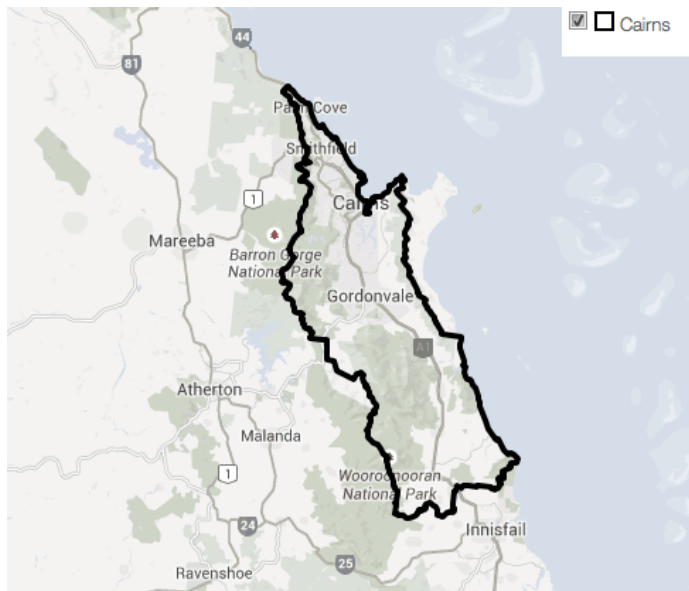 Cairns
44
81
Palm Cove
Smithfield
1
Cairns
Mareeba
Barron Gorge
National Park
Gordonvale
A1
Atherton
Malanda
1
Wooroonooran
National Park
24
Innisfail
25
Ravenshoe